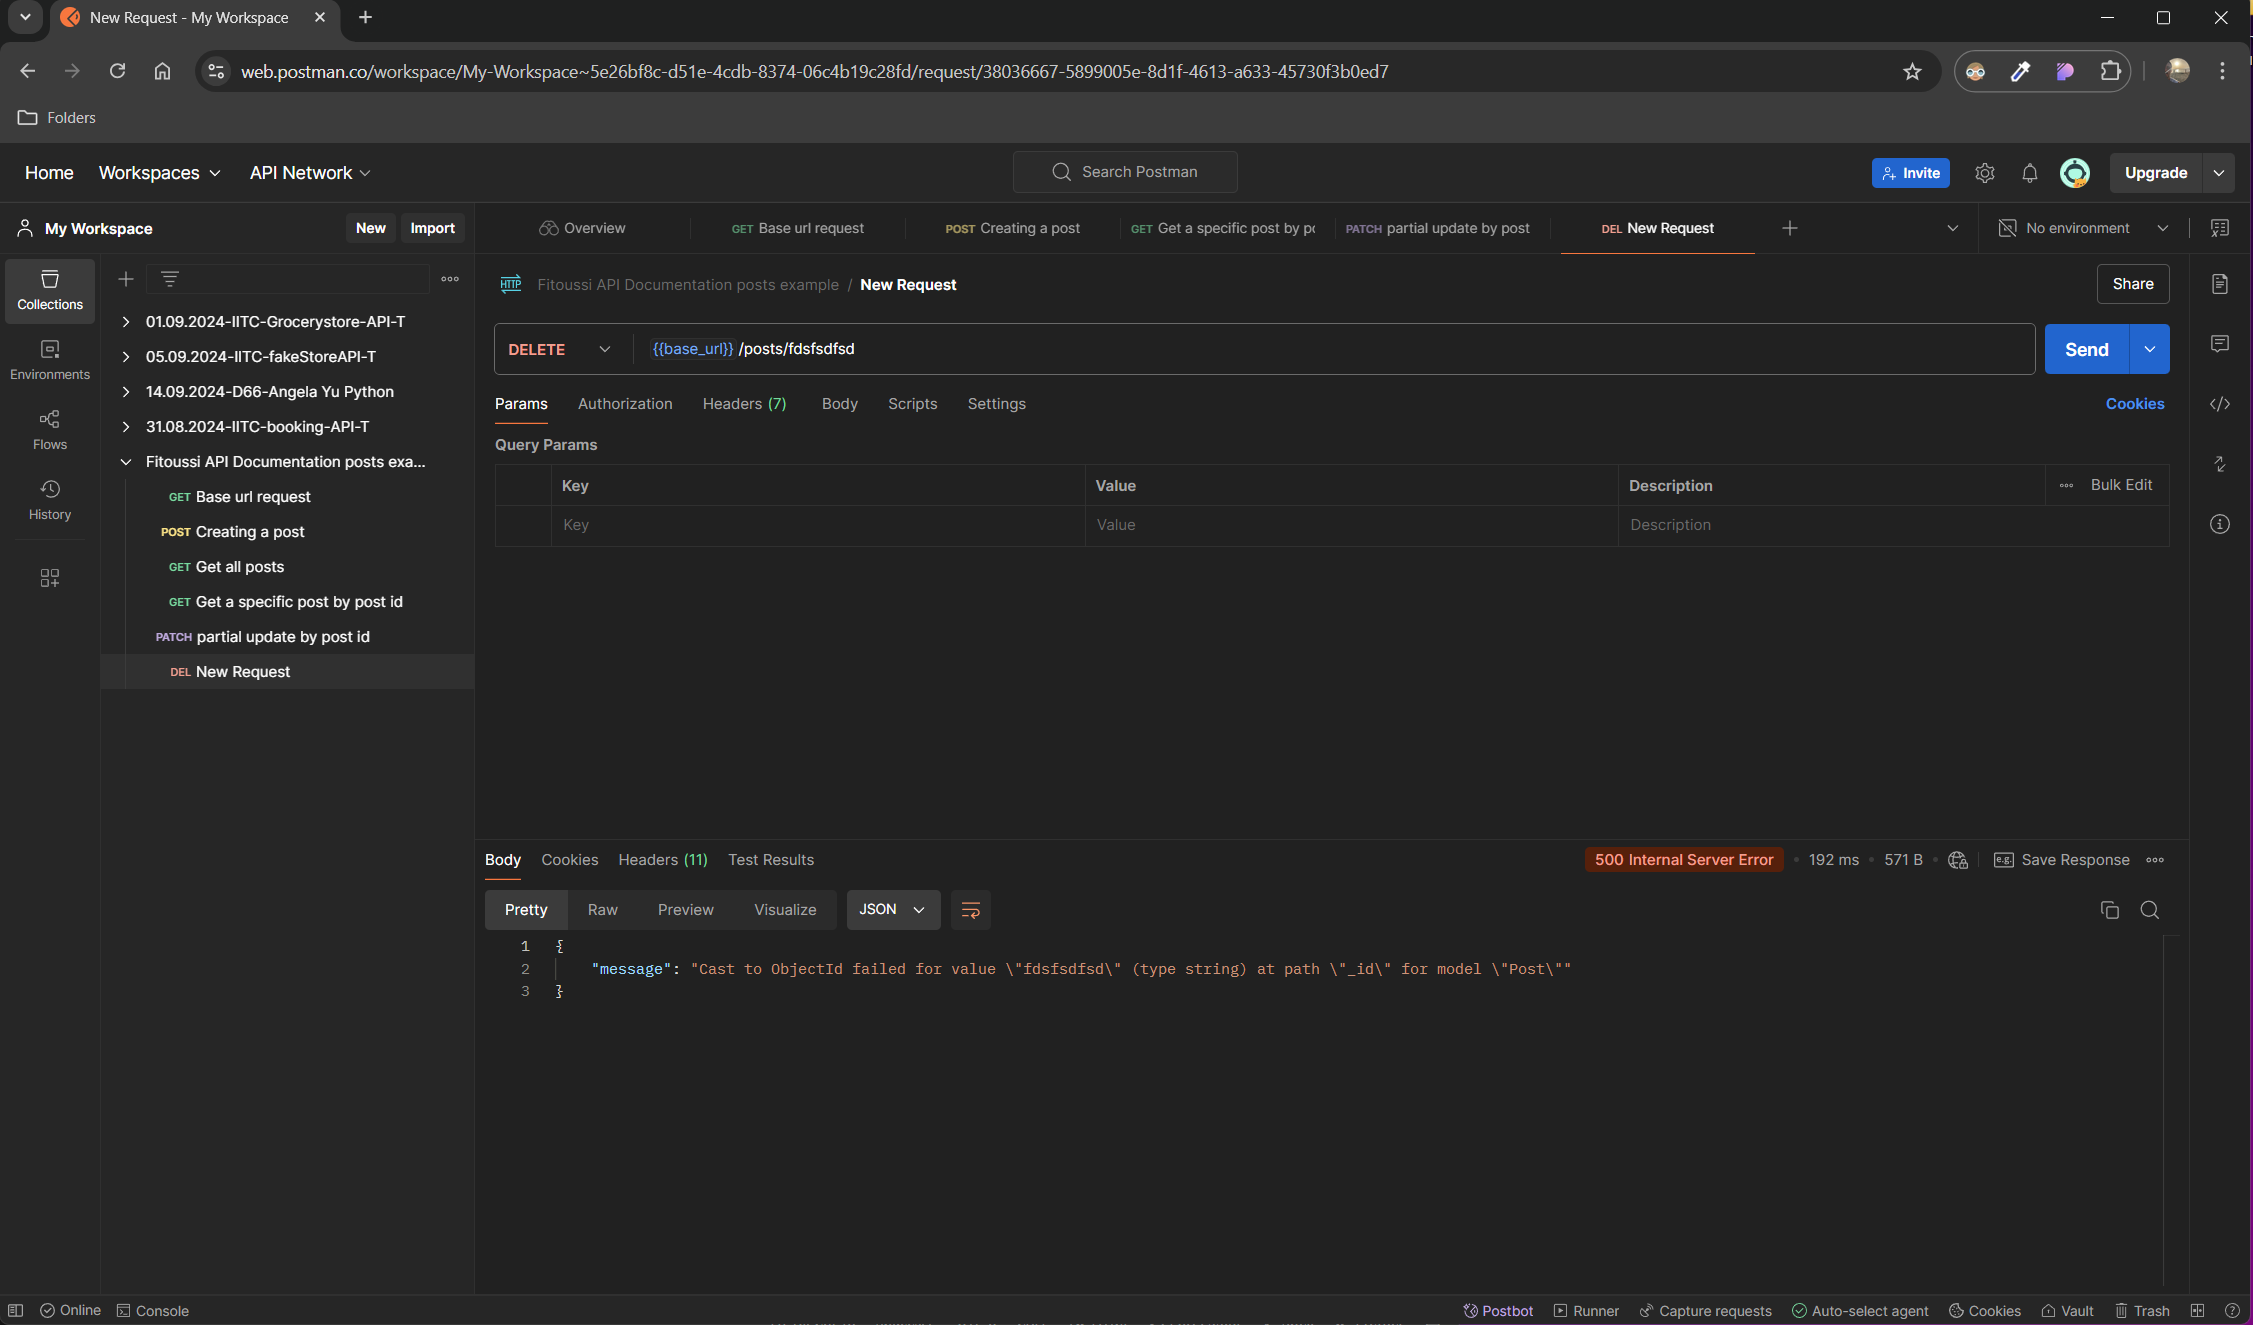 New Request - My Workspace
web.postman.co/workspace/My-Workspace~5e26bf8c-d51e-4cdb-8374-06c4b19c28fd/request/38036667-5899005e-8d1f-4613-a633-45730f3b0ed7
Folders
Home Workspaces API Network Search Postman Invite Upgrade
My Workspace New Import
Overview GET Base url request POST Creating a post GET Get a specific post by po PATCH partial update by post DEL New Request No environment
Collections
Environments
Flows
History
01.09.2024-IITC-Grocerystore-API-T
05.09.2024-IITC-fakeStoreAPI-T
14.09.2024-D66-Angela Yu Python
31.08.2024-IITC-booking-API-T
Fitoussi API Documentation posts exa...
GET Base url request
POST Creating a post
GET Get all posts
GET Get a specific post by post id
PATCH partial update by post id
DEL New Request
HTTP Fitoussi API Documentation posts example / New Request Share
DELETE {{base_url}} /posts/fdsfsdfsd Send
Params Authorization Headers (7) Body Scripts Settings Cookies
Query Params
Key Value Description Bulk Edit
Key Value Description
Body Cookies Headers (11) Test Results 500 Internal Server Error 192 ms 571 B e.g. Save Response
Pretty Raw Preview Visualize JSON
1 {
2 "message": "Cast to ObjectId failed for value \"fdsfsdfsd\" (type string) at path \"_id\" for model \"Post\""
3 }
Online Console Postbot Runner Capture requests Auto-select agent Cookies Vault Trash